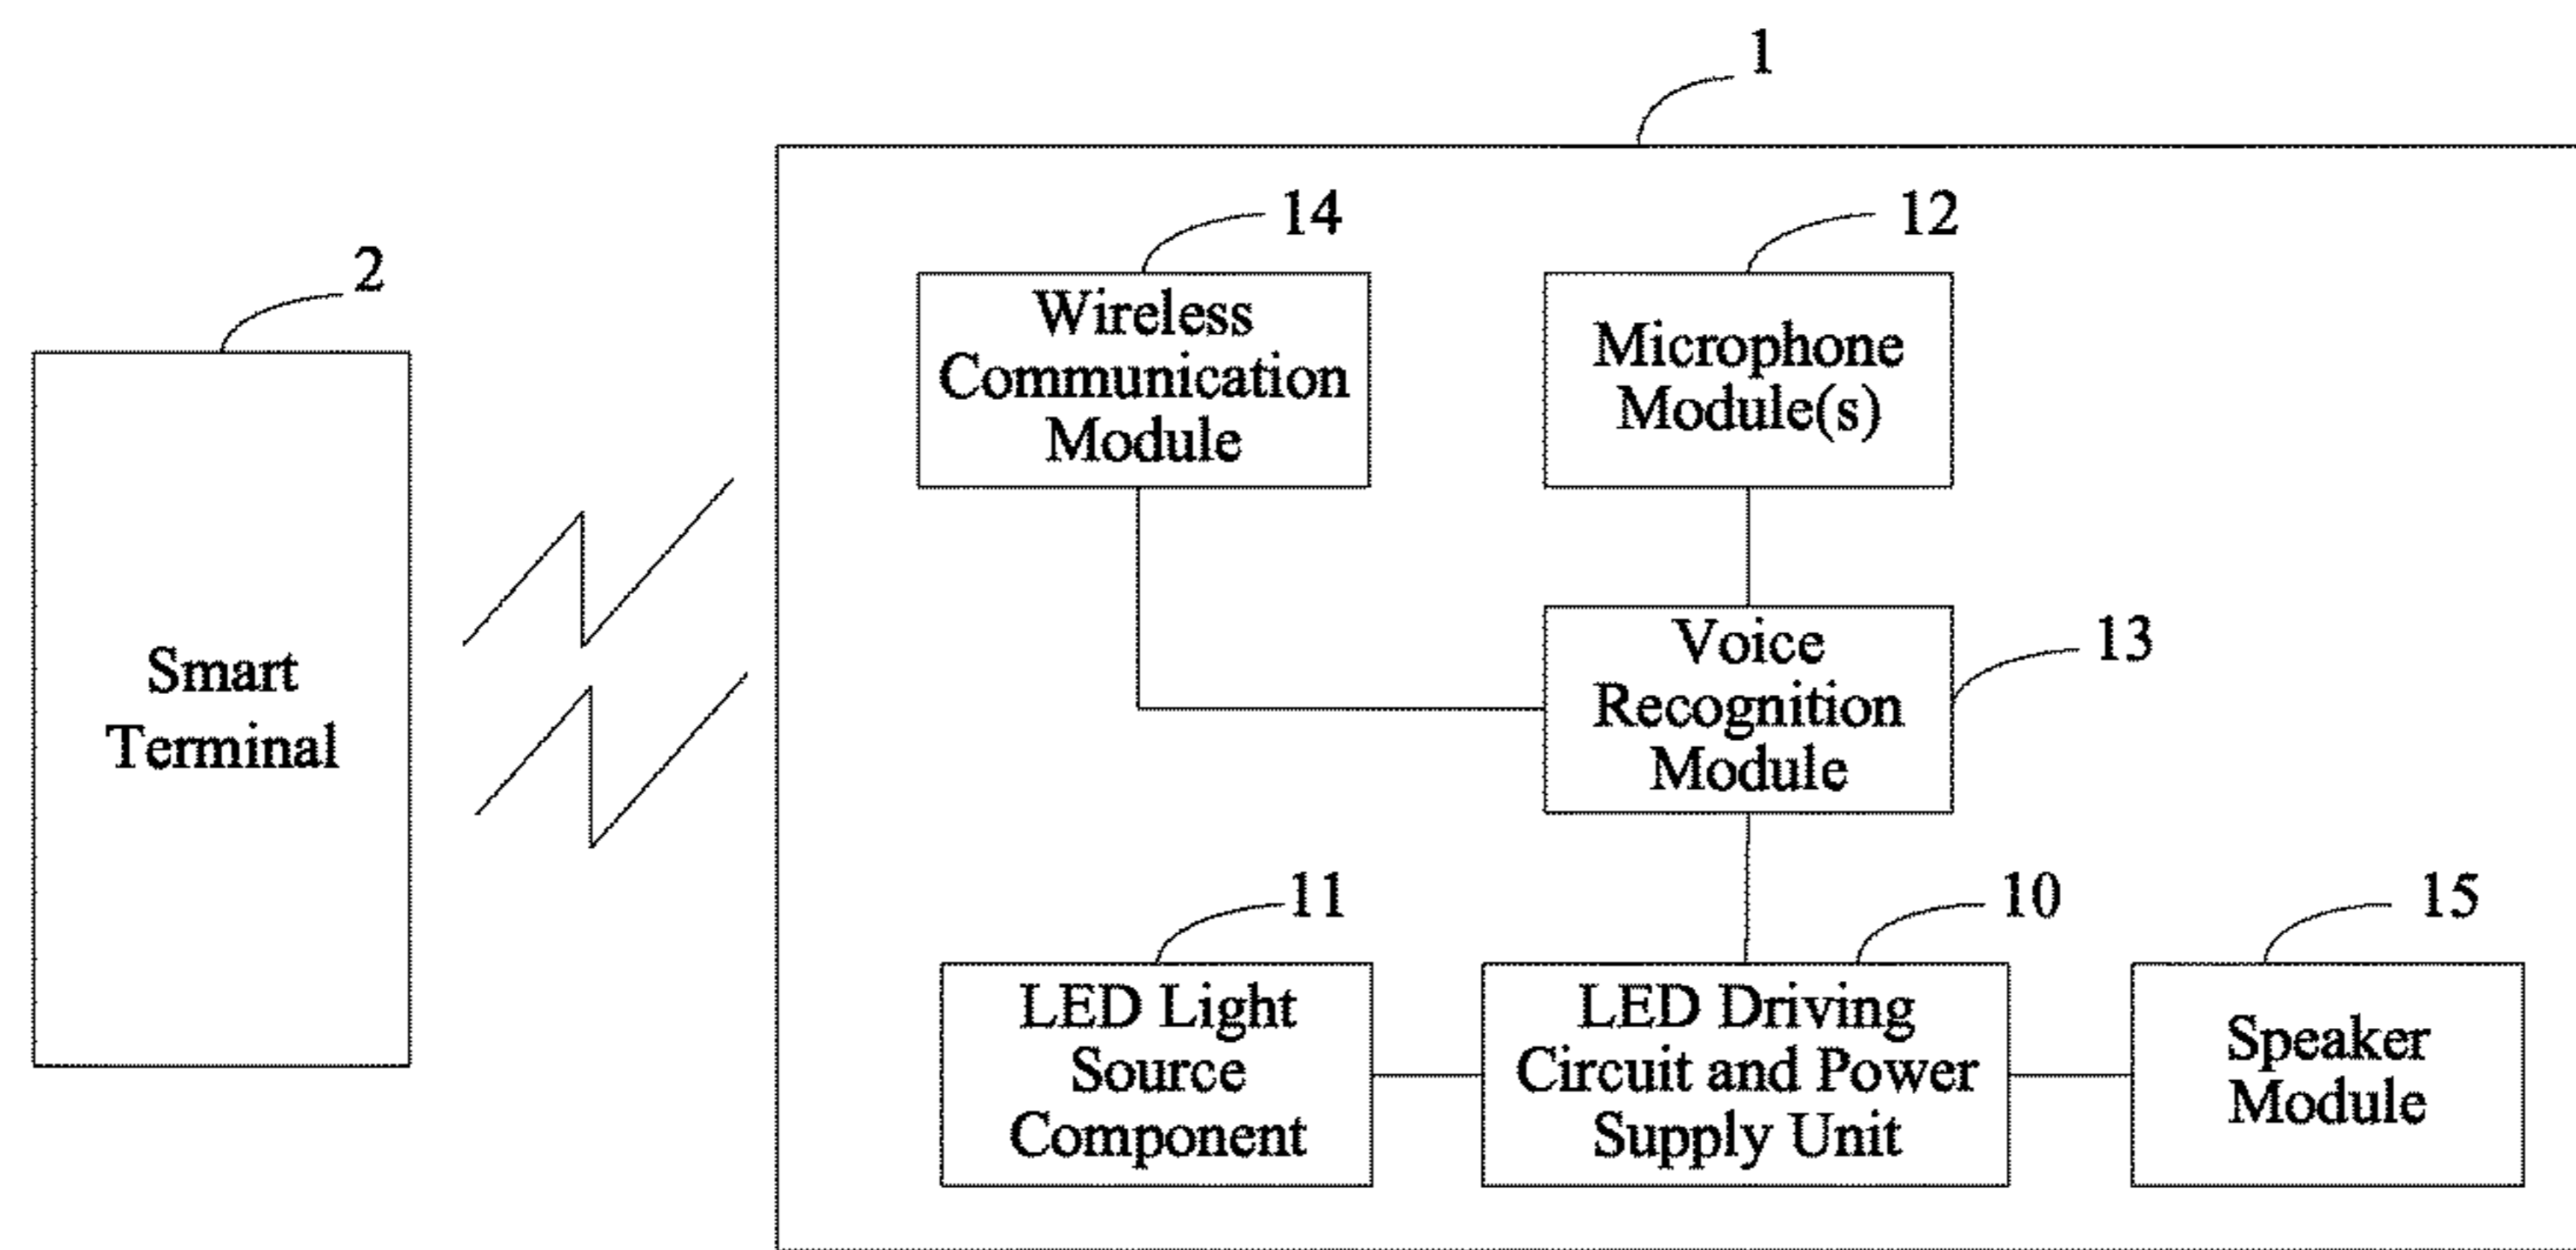 1
2
14
12
Wireless
Communication
Module
Microphone
Module(s)
Smart
Terminal
Voice
Recognition
Module
13
11
10
15
LED Light
Source
Component
LED Driving
Circuit and Power
Supply Unit
Speaker
Module